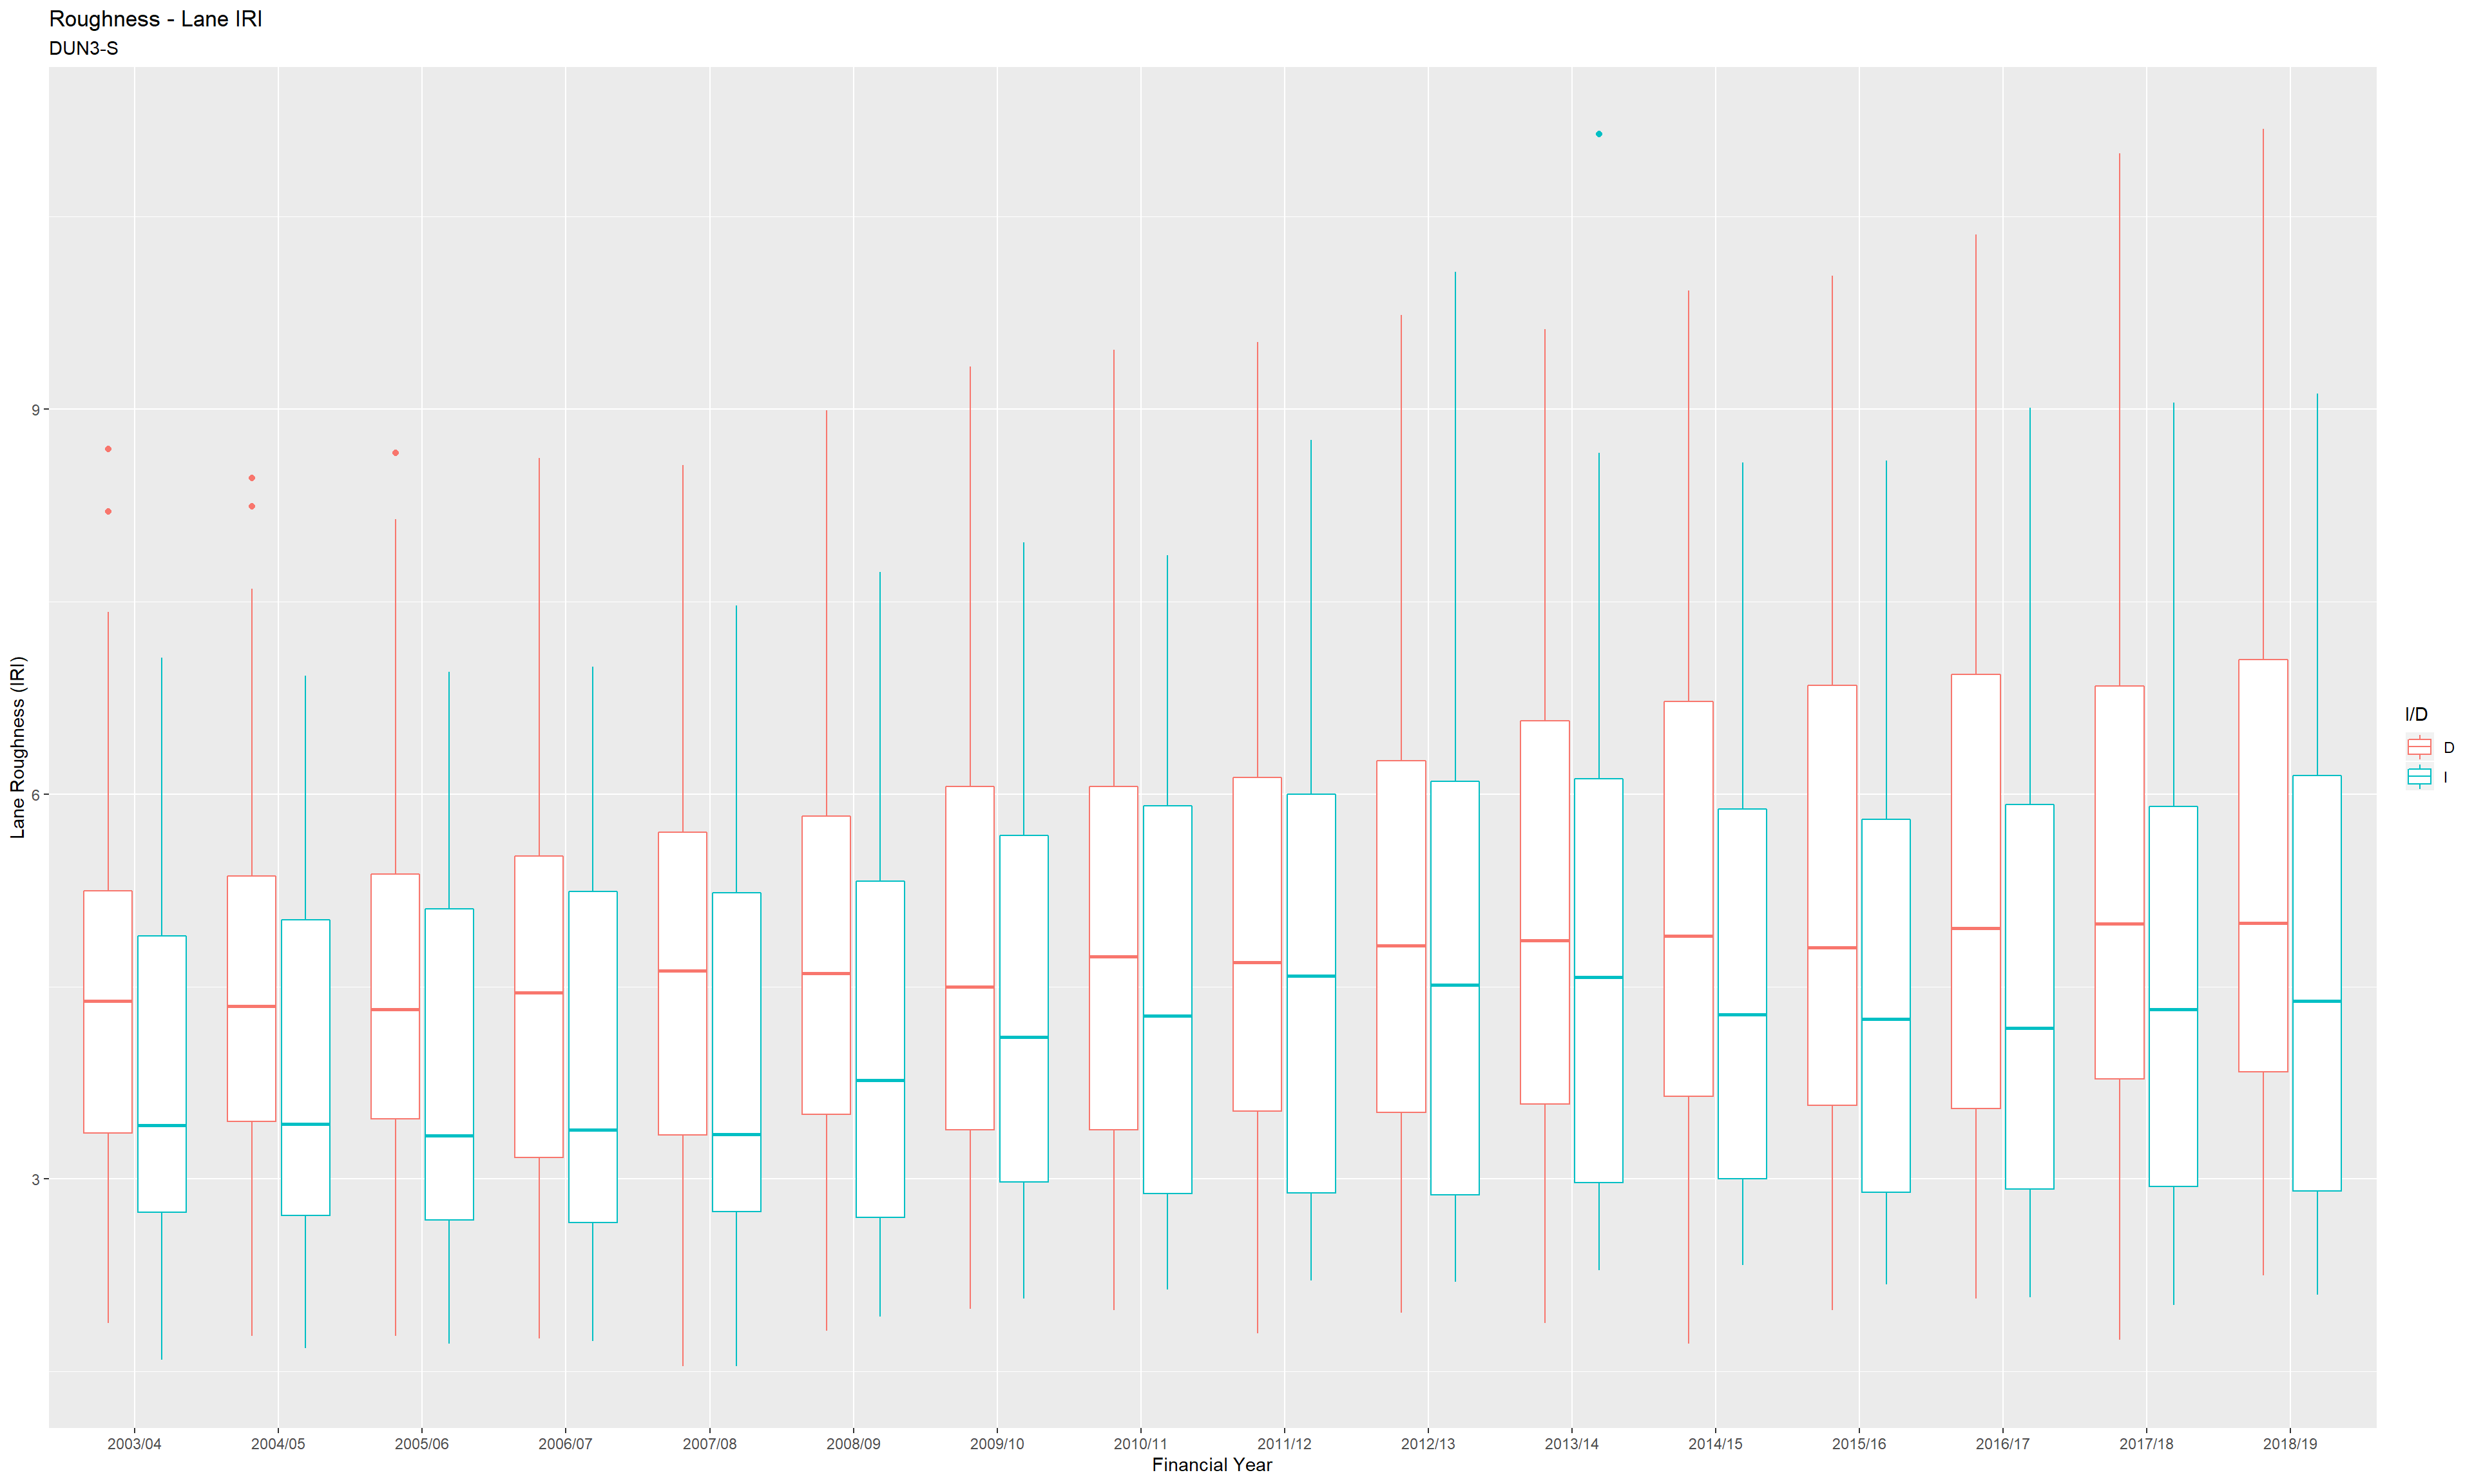 Roughness - Lane IRI
DUN3-S
Lane Roughness (IRI)
9
6
3
2003/04 2004/05 2005/06 2006/07 2007/08 2008/09 2009/10 2010/11 2011/12 2012/13 2013/14 2014/15 2015/16 2016/17 2017/18 2018/19
Financial Year
I/D
D
I